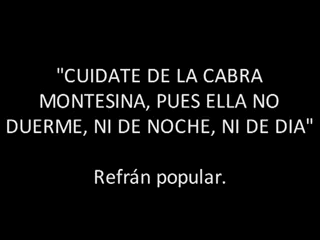 "CUIDATE DE LA CABRA
MONTESINA, PUES ELLA NO
DUERME, NI DE NOCHE, NI DE DIA"
Refrán popular.